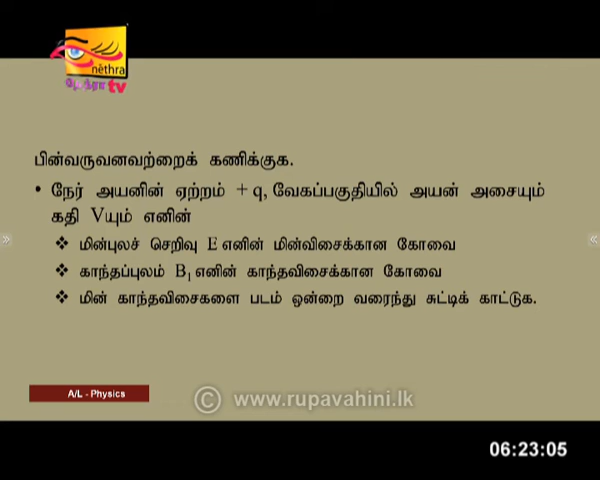 nēthra
நேத்ரா tv
பின்வருவனவற்றைக் கணிக்குக.
• நேர் அயனின் ஏற்றம் + q, வேகப்பகுதியில் அயன் அசையும்
கதி Vயும் எனின்
❖ மின்புலச் செறிவு E எனின் மின்விசைக்கான கோவை
❖ காந்தப்புலம் B₁ எனின் காந்தவிசைக்கான கோவை
❖ மின் காந்தவிசைகளை படம் ஒன்றை வரைந்து சுட்டிக் காட்டுக.
A/L - Physics
© www.rupavahini.lk
06:23:05